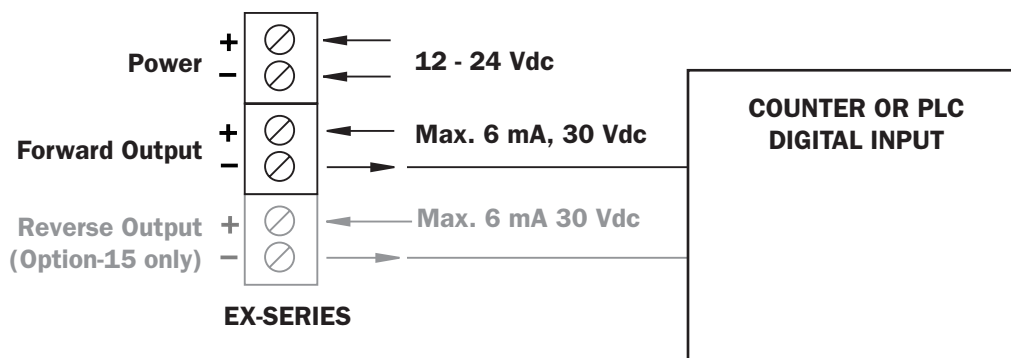 Power
+
−
12 - 24 Vdc
Forward Output
+
−
Max. 6 mA, 30 Vdc
Reverse Output
(Option-15 only)
+
−
Max. 6 mA 30 Vdc
EX-SERIES
COUNTER OR PLC
DIGITAL INPUT